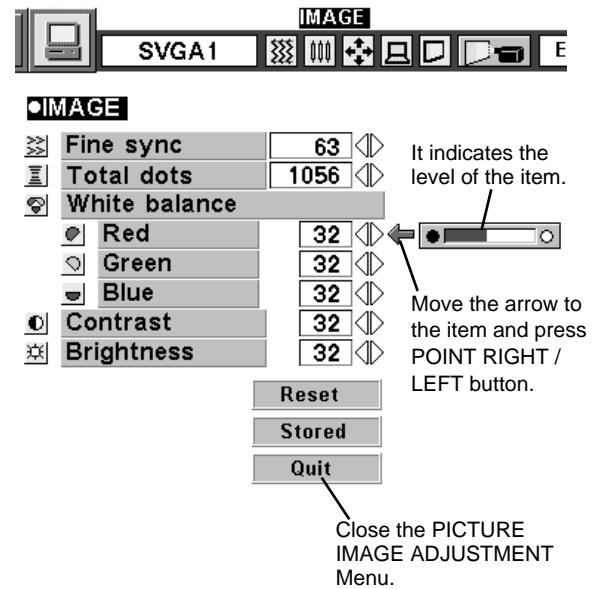 IMAGE
SVGA1
E
●IMAGE
Fine sync 63
Total dots 1056
White balance
Red 32
Green 32
Blue 32
Contrast 32
Brightness 32
It indicates the
level of the item.
Move the arrow to
the item and press
POINT RIGHT /
LEFT button.
Reset
Stored
Quit
Close the PICTURE
IMAGE ADJUSTMENT
Menu.